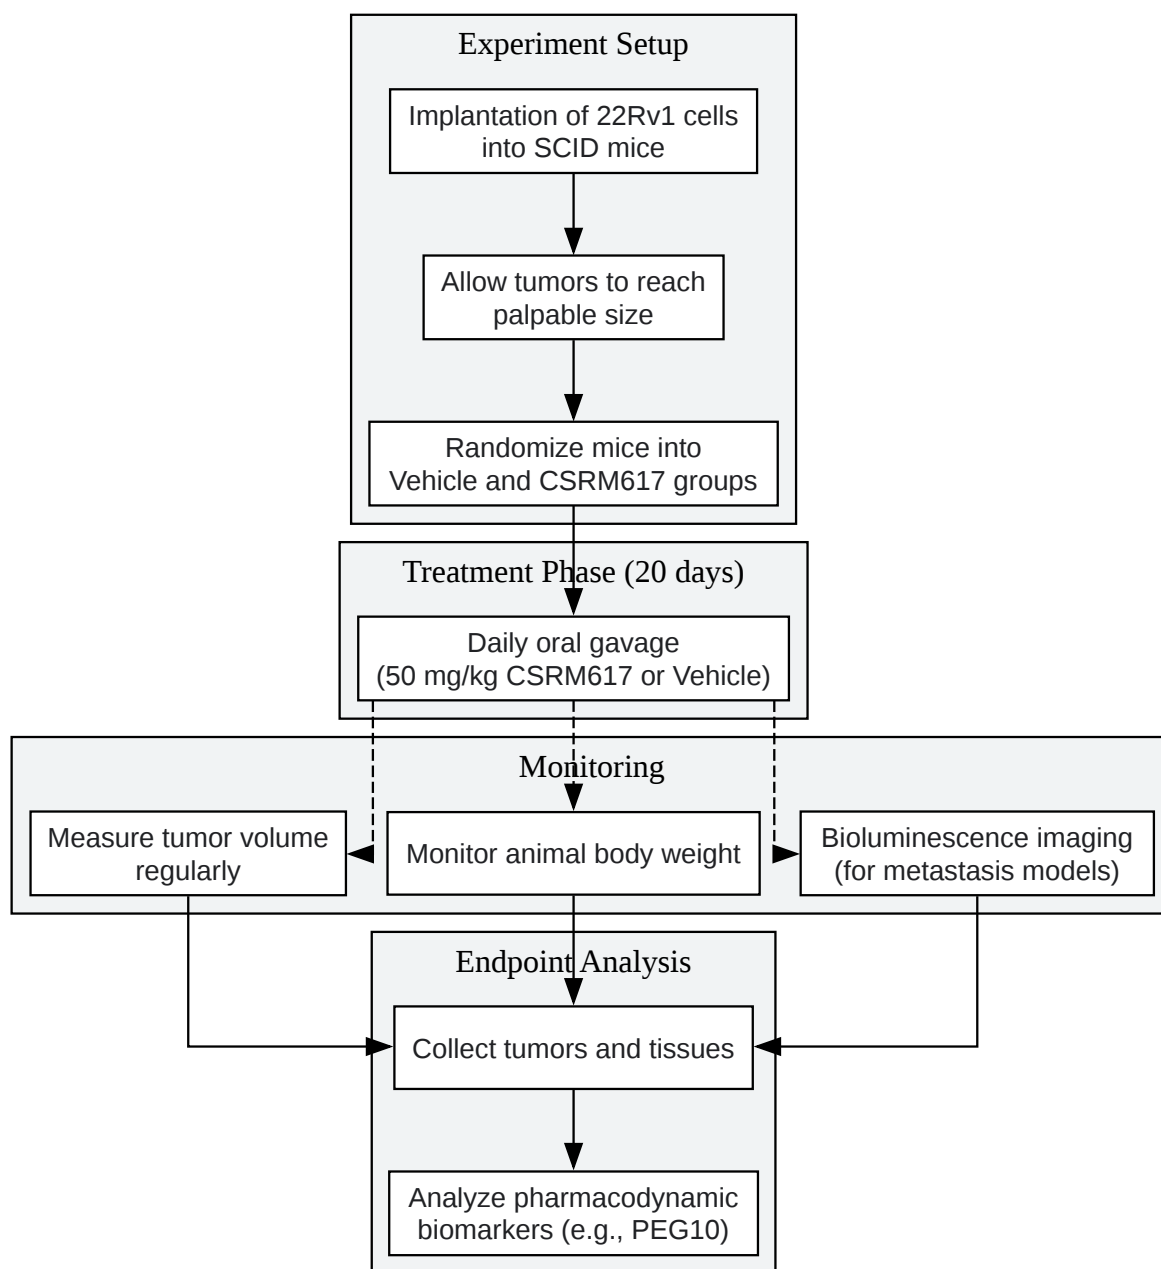 Experiment Setup
Implantation of 22Rv1 cells
into SCID mice
Allow tumors to reach
palpable size
Randomize mice into
Vehicle and CSRM617 groups
Treatment Phase (20 days)
Daily oral gavage
(50 mg/kg CSRM617 or Vehicle)
Monitoring
Measure tumor volume
regularly
Monitor animal body weight
Bioluminescence imaging
(for metastasis models)
Endpoint Analysis
Collect tumors and tissues
Analyze pharmacodynamic
biomarkers (e.g., PEG10)